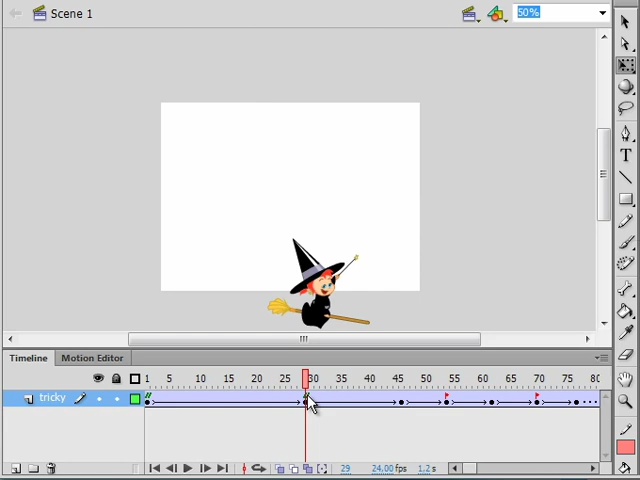 Scene 1
50%
Timeline
Motion Editor
1 5 10 15 20 25 30 35 40 45 50 55 60 65 70 75 80
tricky
29 24.00 fps 1.2 s